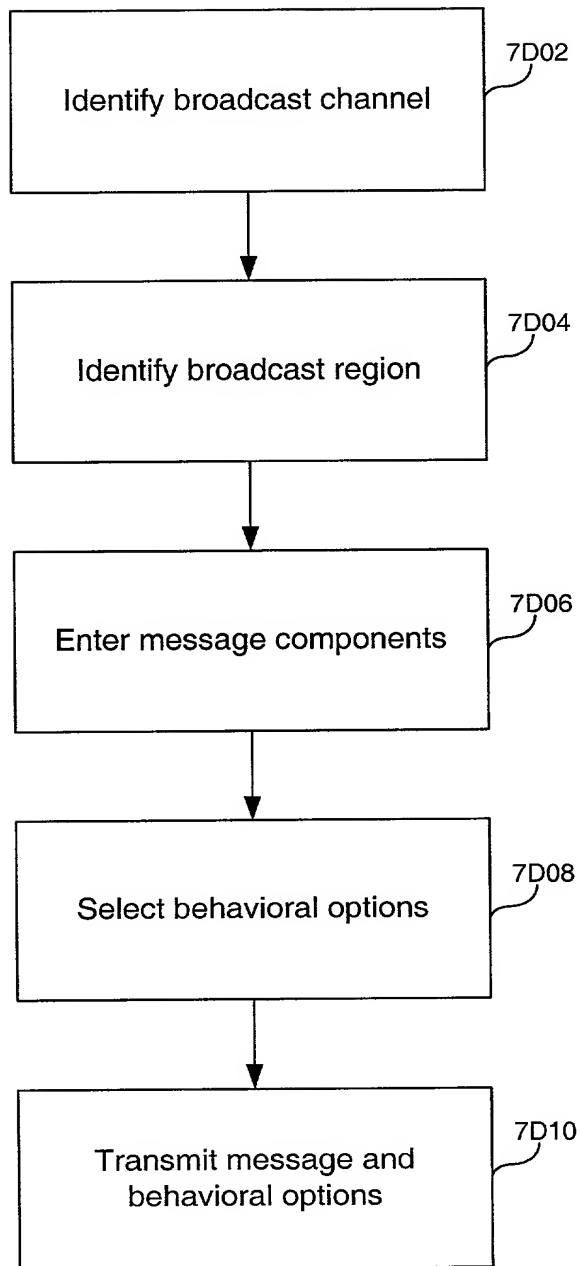 7D02
Identify broadcast channel
7D04
Identify broadcast region
7D06
Enter message components
7D08
Select behavioral options
7D10
Transmit message and
behavioral options